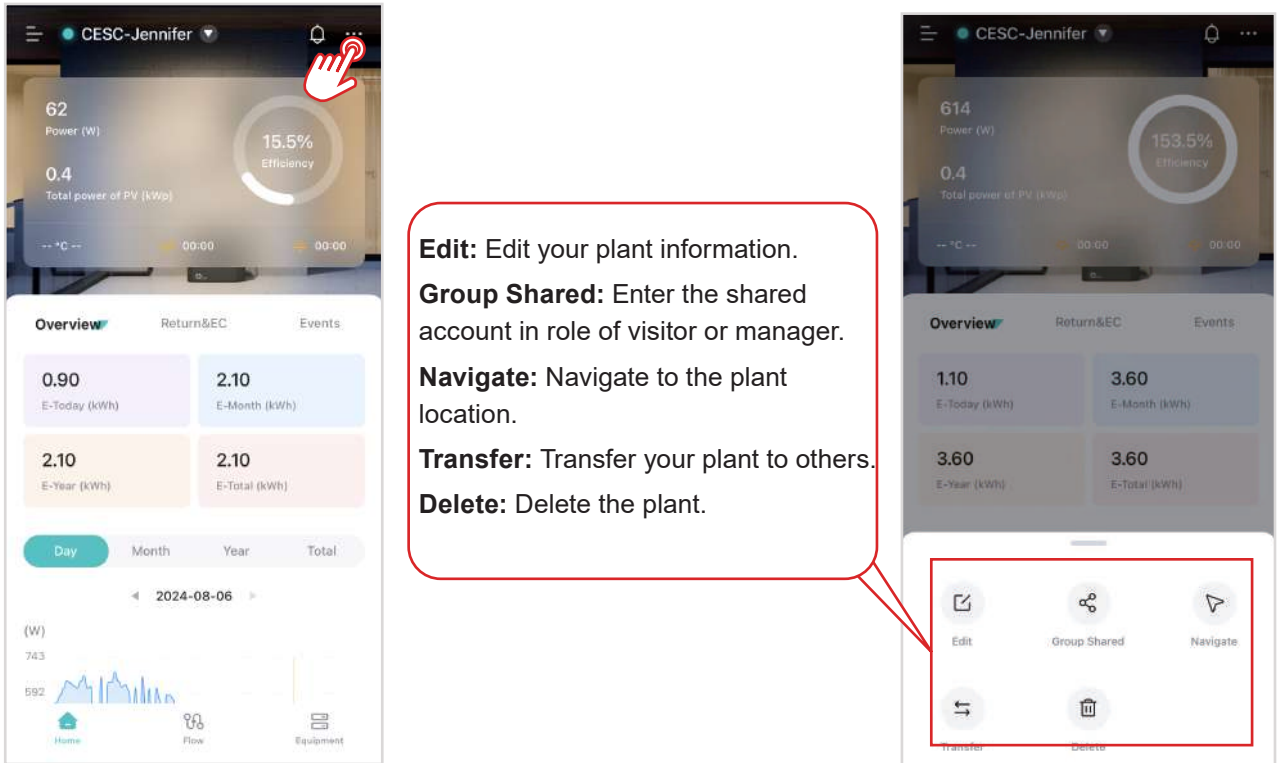 CESC-Jennifer
62
Power (W)
15.5%
Efficiency
0.4
Total power of PV (kWp)
-- °C -- 00:00 00:00
Overview Return&EC Events
0.90 2.10
E-Today (kWh) E-Month (kWh)
2.10 2.10
E-Year (kWh) E-Total (kWh)
Day Month Year Total
2024-08-06
(W)
743
592
Home Flow Equipment
Edit: Edit your plant information.
Group Shared: Enter the shared
account in role of visitor or manager.
Navigate: Navigate to the plant
location.
Transfer: Transfer your plant to others.
Delete: Delete the plant.
CESC-Jennifer
614
Power (W)
153.5%
Efficiency
0.4
Total power of PV (kWp)
-- °C -- 00:00 00:00
Overview Return&EC Events
1.10 3.60
E-Today (kWh) E-Month (kWh)
3.60 3.60
E-Year (kWh) E-Total (kWh)
Edit Group Shared Navigate
Transfer Delete